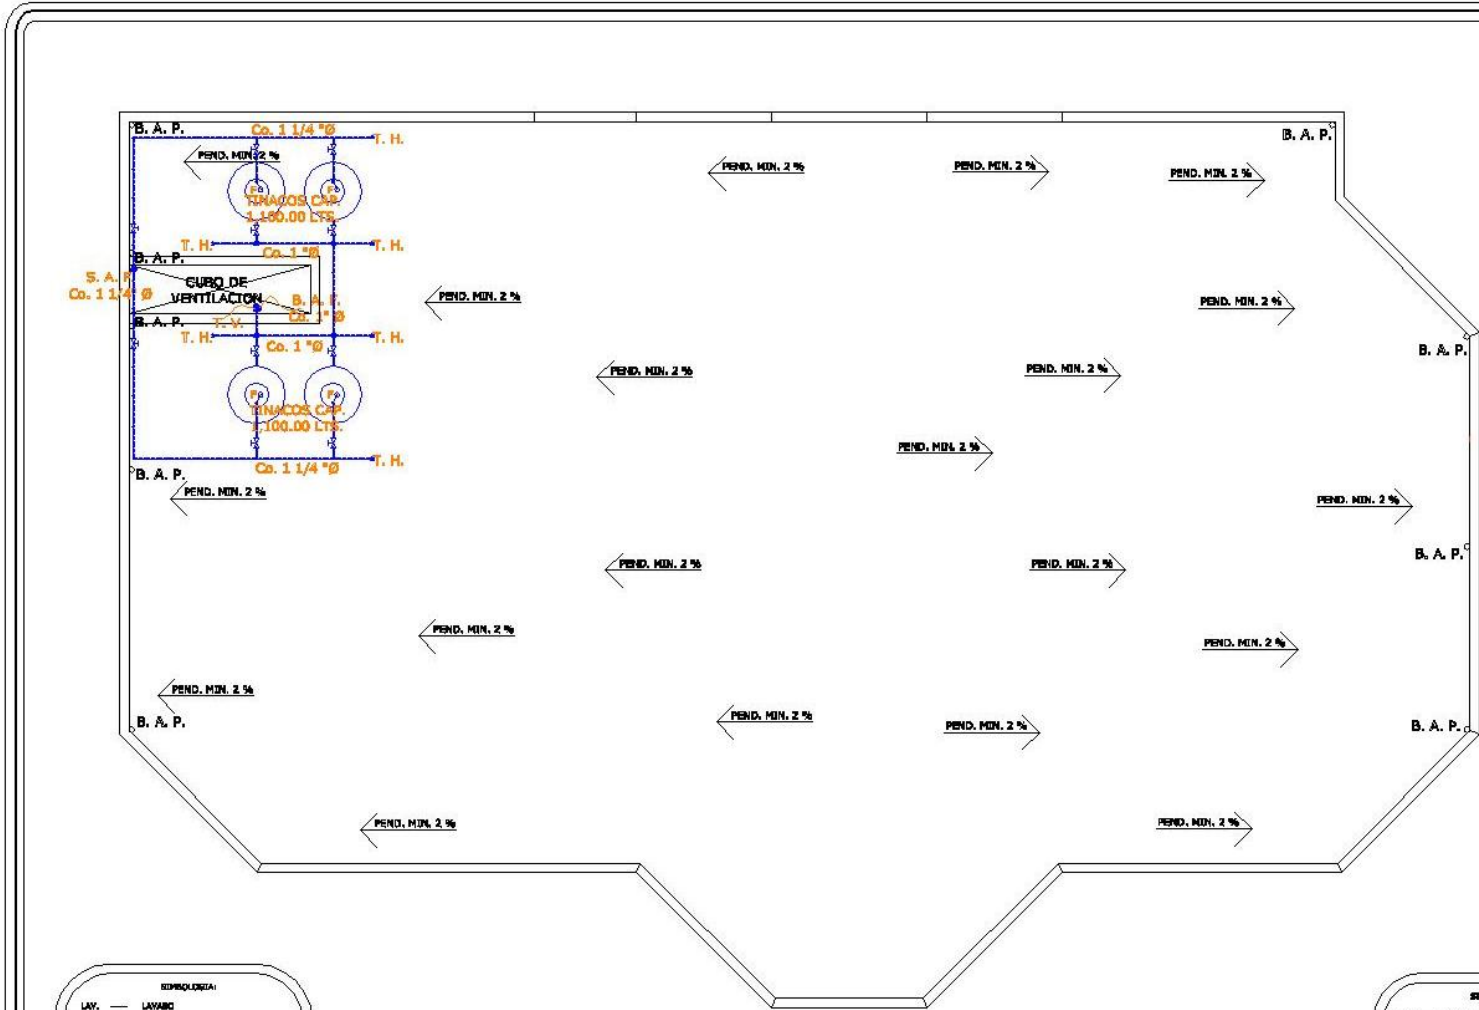 B. A. P.
Co. 1 1/4 "Ø
T. H.
B. A. P.
PEND. MIN. 2 %
PEND. MIN. 2 %
PEND. MIN. 2 %
PEND. MIN. 2 %
F
F
TINACOS CAP.
1,100.00 LTS.
T. H.
Co. 1 "Ø
T. H.
B. A. P.
S. A. F.
Co. 1 1/4" Ø
CUBO DE
VENTILACION
B. A. F.
Co. 1" Ø
PEND. MIN. 2 %
PEND. MIN. 2 %
B. A. P.
T. V.
T. H.
Co. 1 "Ø
T. H.
B. A. P.
PEND. MIN. 2 %
PEND. MIN. 2 %
F
F
TINACOS CAP.
1,100.00 LTS.
PEND. MIN. 2 %
Co. 1 1/4 "Ø
T. H.
B. A. P.
PEND. MIN. 2 %
PEND. MIN. 2 %
B. A. P.
PEND. MIN. 2 %
PEND. MIN. 2 %
PEND. MIN. 2 %
PEND. MIN. 2 %
PEND. MIN. 2 %
B. A. P.
PEND. MIN. 2 %
PEND. MIN. 2 %
B. A. P.
PEND. MIN. 2 %
PEND. MIN. 2 %
SIMBOLOGIA:
LAV. — LAVABO